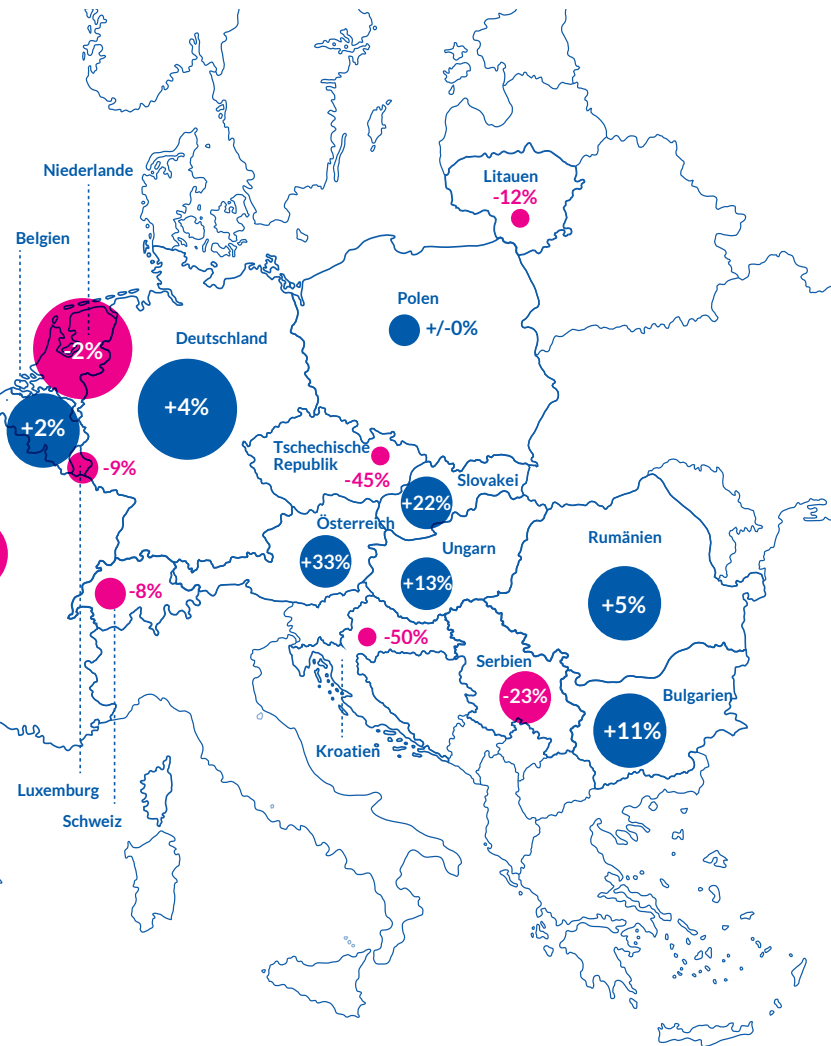 Niederlande
Litauen
-12%
Belgien
Polen
+/-0%
Deutschland
-2%
+4%
+2%
Tschechische
Republik
-45%
-9%
Slovakei
+22%
Österreich
+33%
Ungarn
+13%
Rumänien
+5%
-8%
-50%
Serbien
-23%
Bulgarien
+11%
Kroatien
Luxemburg
Schweiz